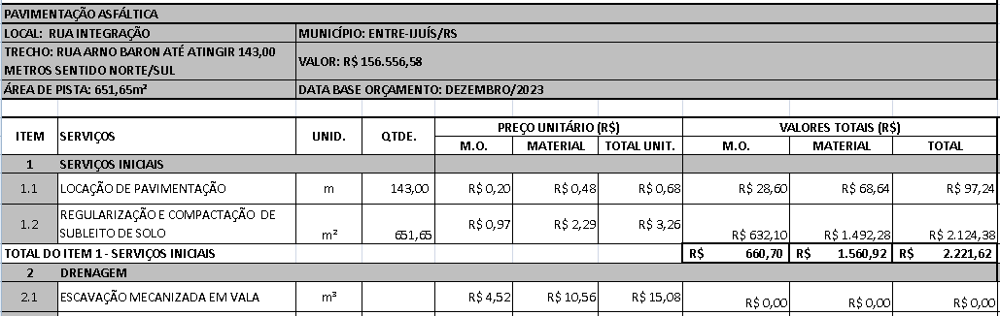 PAVIMENTAÇÃO ASFÁLTICA
LOCAL: RUA INTEGRAÇÃO MUNICÍPIO: ENTRE-IJUÍS/RS
TRECHO: RUA ARNO BARON ATÉ ATINGIR 143,00
METROS SENTIDO NORTE/SUL
VALOR: R$ 156.556,58
ÁREA DE PISTA: 651,65m² DATA BASE ORÇAMENTO: DEZEMBRO/2023
ITEM SERVIÇOS UNID. QTDE. PREÇO UNITÁRIO (R$) VALORES TOTAIS (R$)
M.O. MATERIAL TOTAL UNIT. M.O. MATERIAL TOTAL
1 SERVIÇOS INICIAIS
1.1 LOCAÇÃO DE PAVIMENTAÇÃO m 143,00 R$ 0,20 R$ 0,48 R$ 0,68 R$ 28,60 R$ 68,64 R$ 97,24
1.2 REGULARIZAÇÃO E COMPACTAÇÃO DE
SUBLEITO DE SOLO m² 651,65 R$ 0,97 R$ 2,29 R$ 3,26 R$ 632,10 R$ 1.492,28 R$ 2.124,38
TOTAL DO ITEM 1 - SERVIÇOS INICIAIS R$ 660,70 R$ 1.560,92 R$ 2.221,62
2 DRENAGEM
2.1 ESCAVAÇÃO MECANIZADA EM VALA m³ R$ 4,52 R$ 10,56 R$ 15,08 R$ 0,00 R$ 0,00 R$ 0,00